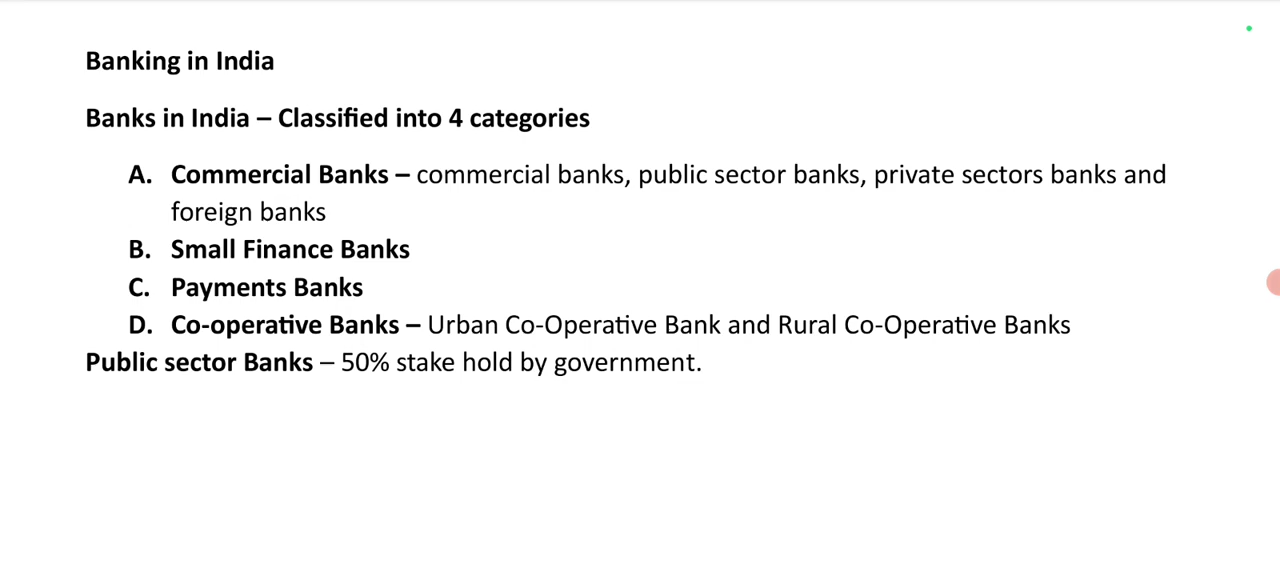 Banking in India
Banks in India – Classified into 4 categories
A. Commercial Banks – commercial banks, public sector banks, private sectors banks and
foreign banks
B. Small Finance Banks
C. Payments Banks
D. Co-operative Banks – Urban Co-Operative Bank and Rural Co-Operative Banks
Public sector Banks – 50% stake hold by government.